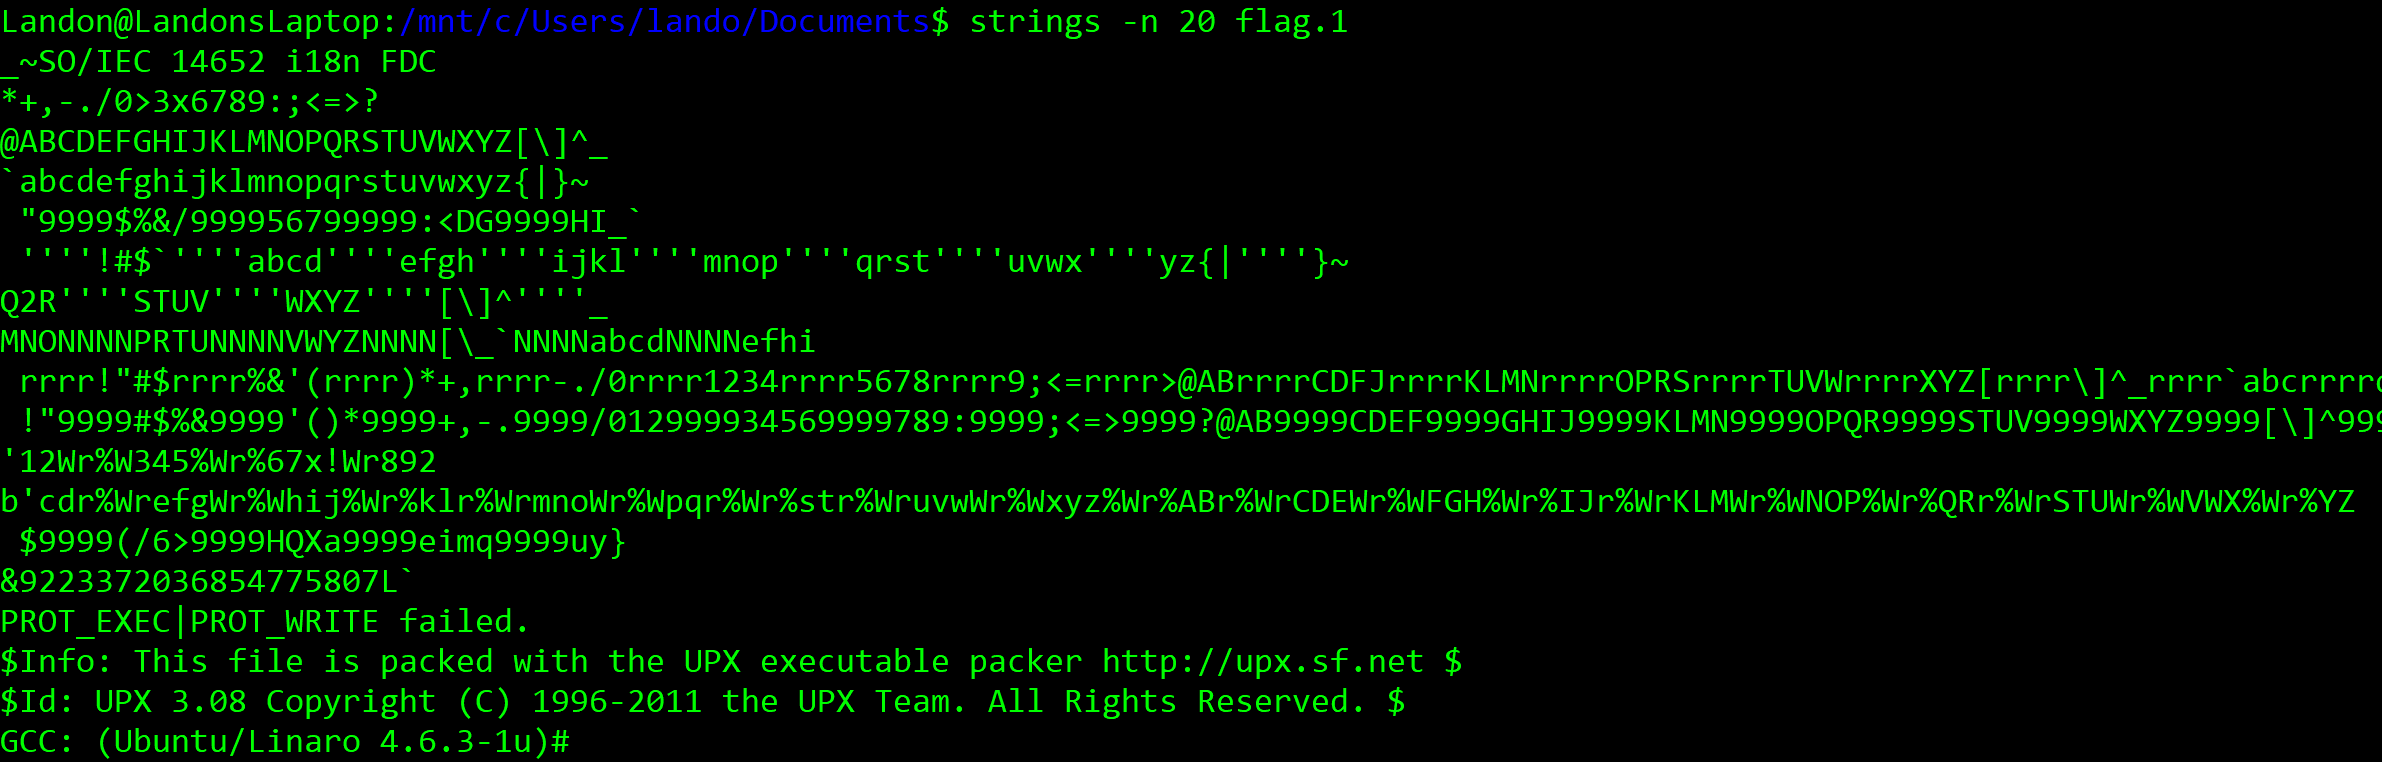 Landon@LandonsLaptop:/mnt/c/Users/lando/Documents$ strings -n 20 flag.1
_~SO/IEC 14652 i18n FDC
*+,-./0>3x6789:;<=>?
@ABCDEFGHIJKLMNOPQRSTUVWXYZ[\]^_
`abcdefghijklmnopqrstuvwxyz{|}~
 "9999$%&/999956799999:<DG9999HI_`
 ''''!#$`''''abcd''''efgh''''ijkl''''mnop''''qrst''''uvwx''''yz{|''''}~
Q2R''''STUV''''WXYZ''''[\]^''''_
MNONNNNPRTUNNNNVWYZNNNN[\_`NNNNabcdNNNNefhi
 rrrr!"#$rrrr%&'(rrrr)*+,rrrr-./0rrrr1234rrrr5678rrrr9;<=rrrr>@ABrrrrCDFJrrrrKLMNrrrrOPRSrrrrTUVWrrrrXYZ[rrrr\]^_rrrr`abcrrrrd
 !"9999#$%&9999'()*9999+,-.9999/012999934569999789:9999;<=>9999?@AB9999CDEF9999GHIJ9999KLMN9999OPQR9999STUV9999WXYZ9999[\]^999
'12Wr%W345%Wr%67x!Wr892
b'cdr%WrefgWr%Whij%Wr%klr%WrmnoWr%Wpqr%Wr%str%WruvwWr%Wxyz%Wr%ABr%WrCDEWr%WFGH%Wr%IJr%WrKLMWr%WNOP%Wr%QRr%WrSTUWr%WVWX%Wr%YZ
 $9999(/6>9999HQXa9999eimq9999uy}
&9223372036854775807L`
PROT_EXEC|PROT_WRITE failed.
$Info: This file is packed with the UPX executable packer http://upx.sf.net $
$Id: UPX 3.08 Copyright (C) 1996-2011 the UPX Team. All Rights Reserved. $
GCC: (Ubuntu/Linaro 4.6.3-1u)#